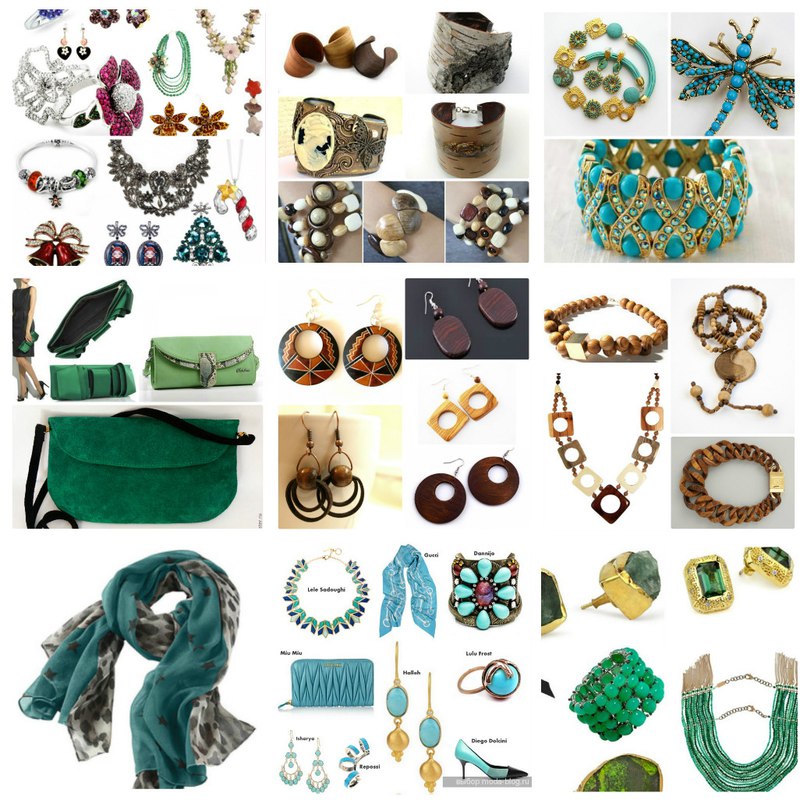 Gucci
Dannijo
Lele Sadoughi
Miu Miu
Halleh
Lulu Frost
Isharya
Repossi
Diego Dolcini